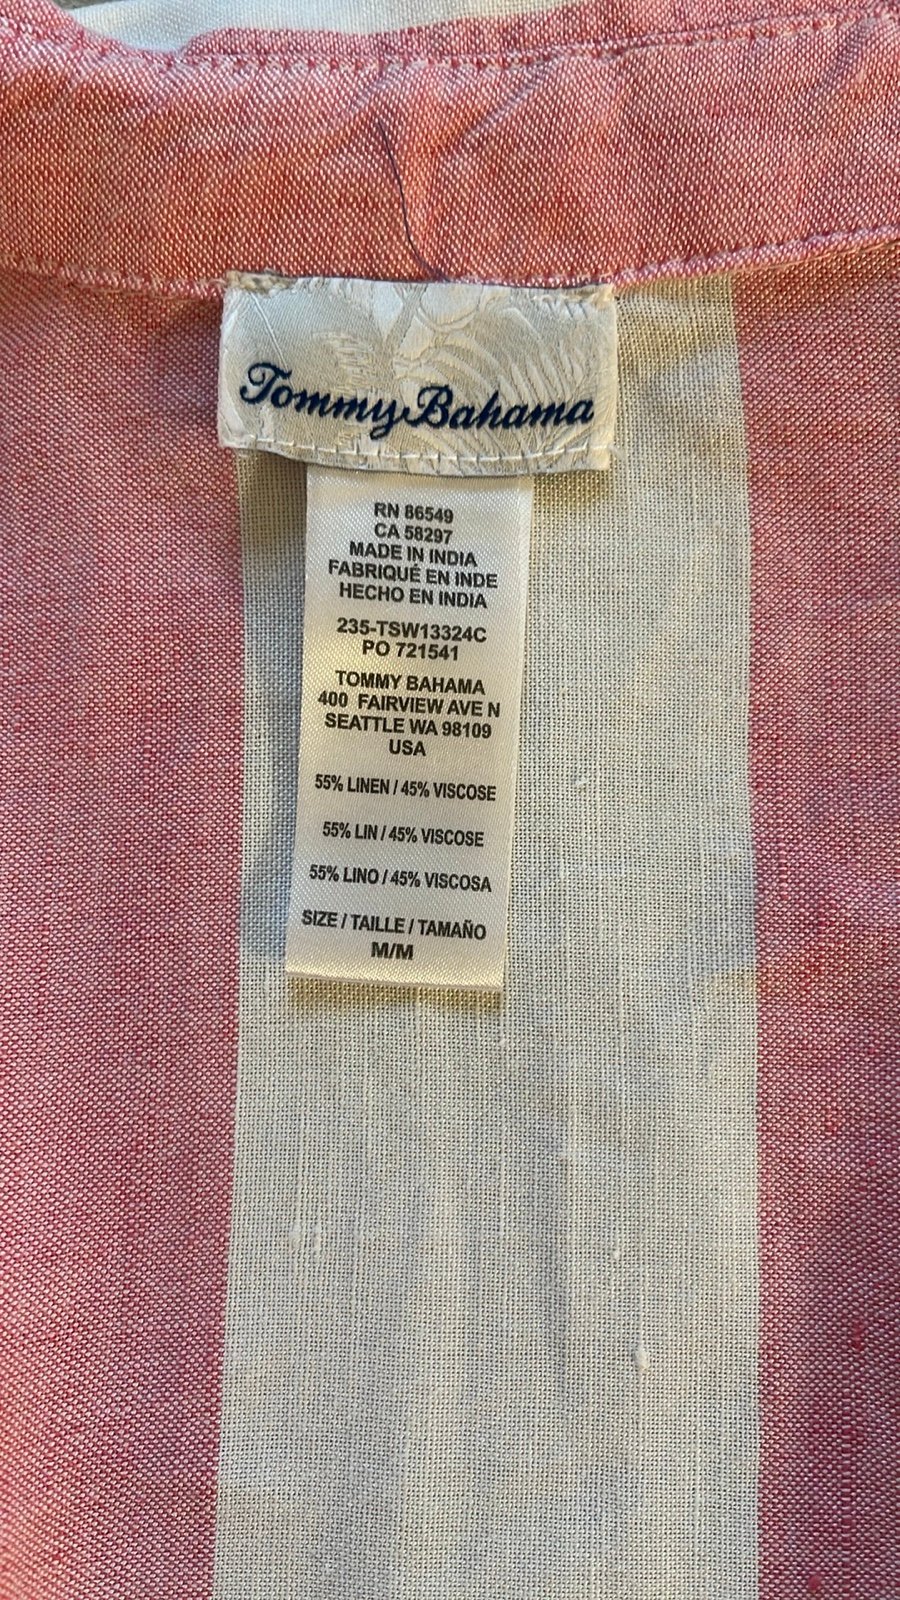 Tommy Bahama
RN 86549
CA 58297
MADE IN INDIA
FABRIQUÉ EN INDE
HECHO EN INDIA
235-TSW13324C
PO 721541
TOMMY BAHAMA
400 FAIRVIEW AVE N
SEATTLE WA 98109
USA
55% LINEN / 45% VISCOSE
55% LIN / 45% VISCOSE
55% LINO / 45% VISCOSA
SIZE / TAILLE / TAMAÑO
M/M